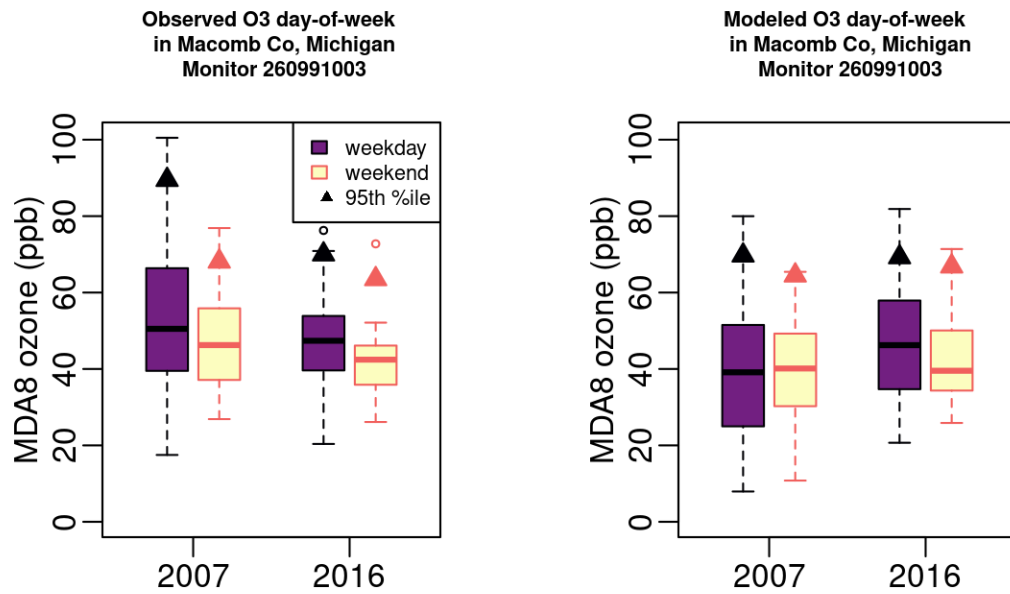 Observed O3 day-of-week
in Macomb Co, Michigan
Monitor 260991003
MDA8 ozone (ppb)
100
80
60
40
20
0
weekday
weekend
95th %ile
2007
2016
Modeled O3 day-of-week
in Macomb Co, Michigan
Monitor 260991003
MDA8 ozone (ppb)
100
80
60
40
20
0
2007
2016